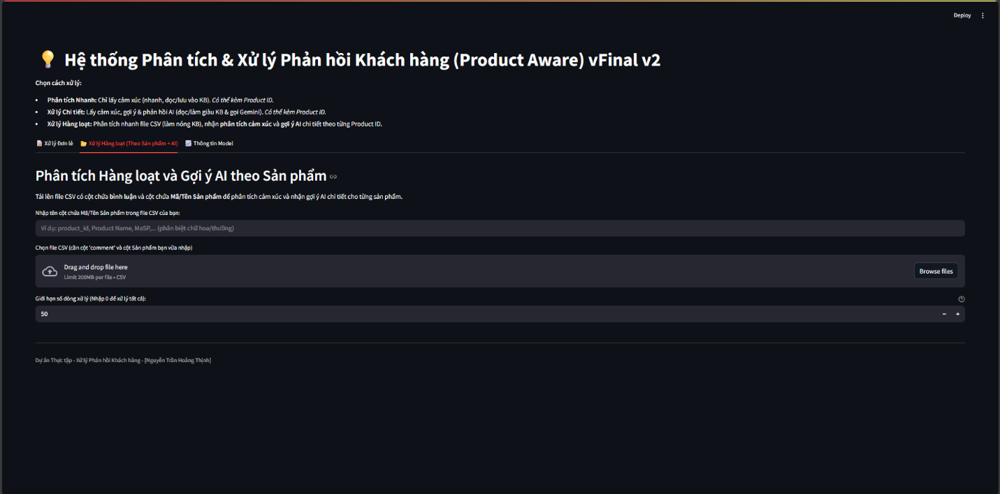 Deploy
💡 Hệ thống Phân tích & Xử lý Phản hồi Khách hàng (Product Aware) vFinal v2
Chọn cách xử lý:
• Phân tích Nhanh: Chỉ lấy cảm xúc (nhanh, đọc/lưu vào KB). Có thể kèm Product ID.
• Xử lý Chi tiết: Lấy cảm xúc, gợi ý & phản hồi AI (đọc/làm giàu KB & gọi Gemini). Có thể kèm Product ID.
• Xử lý Hàng loạt: Phân tích nhanh file CSV (làm nóng KB), nhận phân tích cảm xúc và gợi ý AI chi tiết theo từng Product ID.
Xử lý Đơn lẻ Xử lý Hàng loạt (Theo Sản phẩm + AI) Thông tin Model
Phân tích Hàng loạt và Gợi ý AI theo Sản phẩm
Tải lên file CSV có cột chứa bình luận và cột chứa Mã/Tên Sản phẩm để phân tích cảm xúc và nhận gợi ý AI chi tiết cho từng sản phẩm.
Nhập tên cột chứa Mã/Tên Sản phẩm trong file CSV của bạn:
Ví dụ: product_id, Product Name, MaSP,... (phân biệt chữ hoa/thường)
Chọn file CSV (cần cột 'comment' và cột Sản phẩm bạn vừa nhập)
Drag and drop file here
Limit 200MB per file • CSV
Browse files
Giới hạn số dòng xử lý (Nhập 0 để xử lý tất cả):
50
Dự án Thực tập - Xử lý Phản hồi Khách hàng - [Nguyễn Trần Hoàng Thịnh]